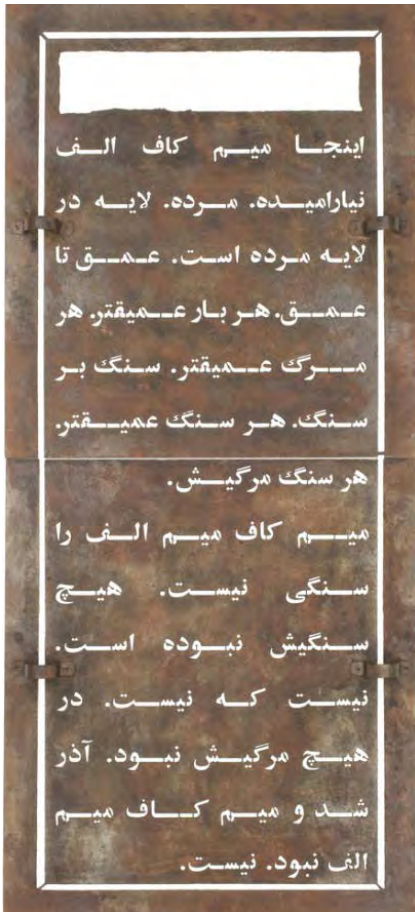 اینجا میم کاف الف
نیارامیده. مرده. لایه در
لایه مرده است. عمق تا
عمق. هر بار عمیقتر. هر
مرگ عمیقتر. سنگ بر
سنگ. هر سنگ عمیقتر.
هر سنگ مرگیش.
میم کاف میم الف را
سنگی نیست. هیچ
سنگیش نبوده است.
نیست که نیست. در
هیچ مرگیش نبود. آذر
شد و میم کاف میم
الف نبود. نیست.